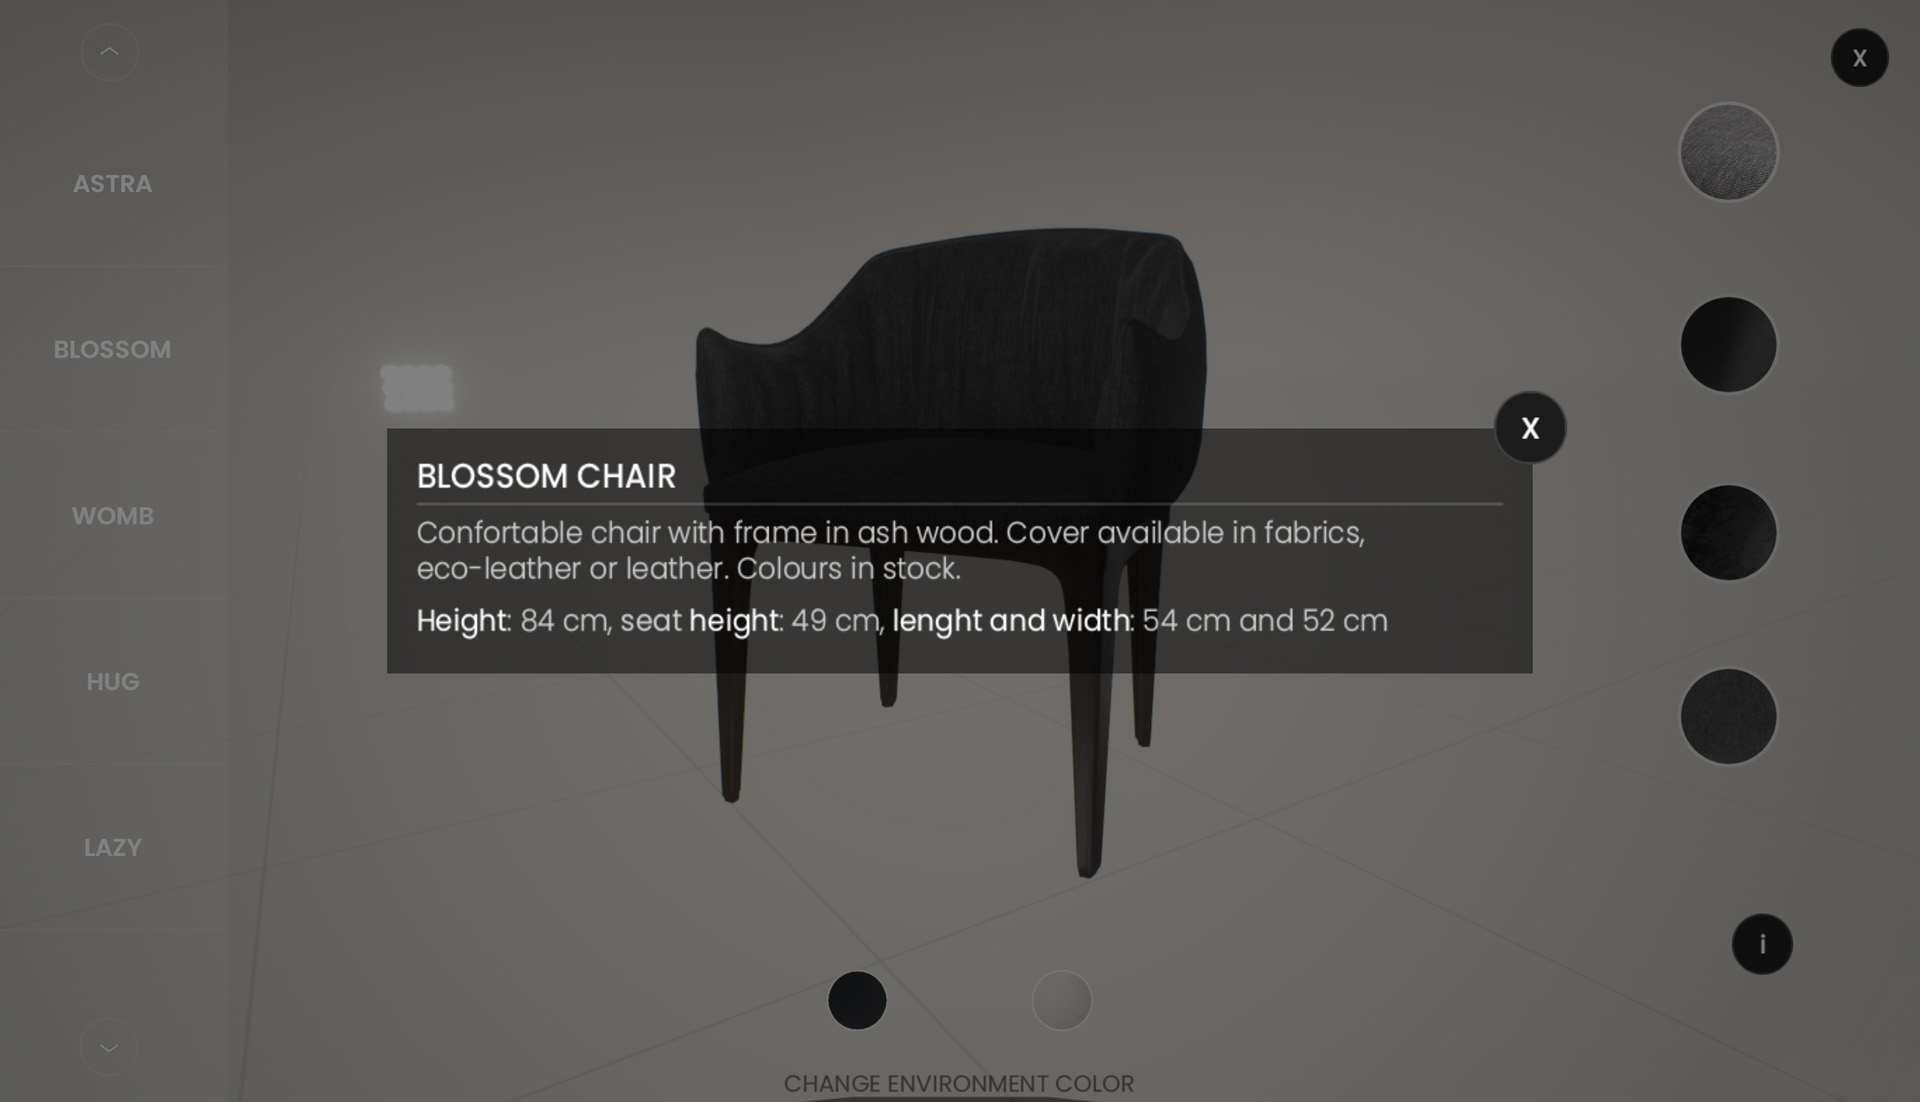 X
ASTRA
BLOSSOM
WOMB
HUG
LAZY
X
BLOSSOM CHAIR
Confortable chair with frame in ash wood. Cover available in fabrics,
eco-leather or leather. Colours in stock.
Height: 84 cm, seat height: 49 cm, lenght and width: 54 cm and 52 cm
i
CHANGE ENVIRONMENT COLOR